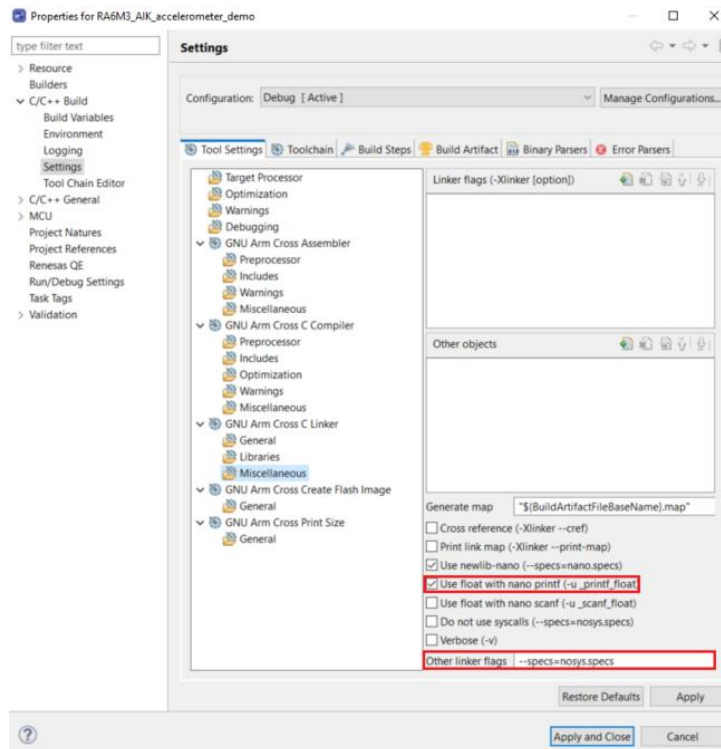 Properties for RA6M3_AIK_accelerometer_demo
type filter text
Resource
Builders
C/C++ Build
Build Variables
Environment
Logging
Settings
Tool Chain Editor
C/C++ General
MCU
Project Natures
Project References
Renesas QE
Run/Debug Settings
Task Tags
Validation
Settings
Configuration: Debug [ Active ]
Manage Configurations...
Tool Settings Toolchain Build Steps Build Artifact Binary Parsers Error Parsers
Target Processor
Optimization
Warnings
Debugging
GNU Arm Cross Assembler
Preprocessor
Includes
Warnings
Miscellaneous
GNU Arm Cross C Compiler
Preprocessor
Includes
Optimization
Warnings
Miscellaneous
GNU Arm Cross C Linker
General
Libraries
Miscellaneous
GNU Arm Cross Create Flash Image
General
GNU Arm Cross Print Size
General
Linker flags (-Xlinker [option])
Other objects
Generate map "${BuildArtifactFileBaseName}.map"
Cross reference (-Xlinker --cref)
Print link map (-Xlinker --print-map)
Use newlib-nano (--specs=nano.specs)
Use float with nano printf (-u _printf_float)
Use float with nano scanf (-u _scanf_float)
Do not use syscalls (--specs=nosys.specs)
Verbose (-v)
Other linker flags --specs=nosys.specs
Restore Defaults Apply
Apply and Close Cancel